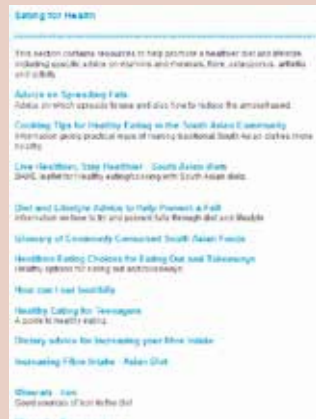 Eating for Health
This section contains resources to help promote a healthier diet and lifestyle
including specific advice on vitamins and minerals, fibre, osteoporosis, arthritis
and
Advice on Spreading Fats
Advice on which spreads to use and also how to reduce the amount used.
Cooking Tips for Healthy Eating in the South Asian Community
Information giving practical ways of making traditional South Asian dishes more
healthy.
Live Healthier, Stay Healthier - South Asian diets
leaflet for healthy eating/cooking with South Asian diets.
Diet and Lifestyle Advice to Help Prevent a Fall
Information on how to try and prevent falls through diet and lifestyle
Glossary of Commonly Consumed South Asian Foods
Healthier Eating Choices for Eating Out and Takeaways
Healthy options for eating out and takeaways
How can I eat healthily
Healthy Eating for Teenagers
A guide to healthy eating.
Dietary advice for increasing your fibre intake
Increasing Fibre Intake - Asian Diet
Minerals - Iron
Good sources of iron in the diet